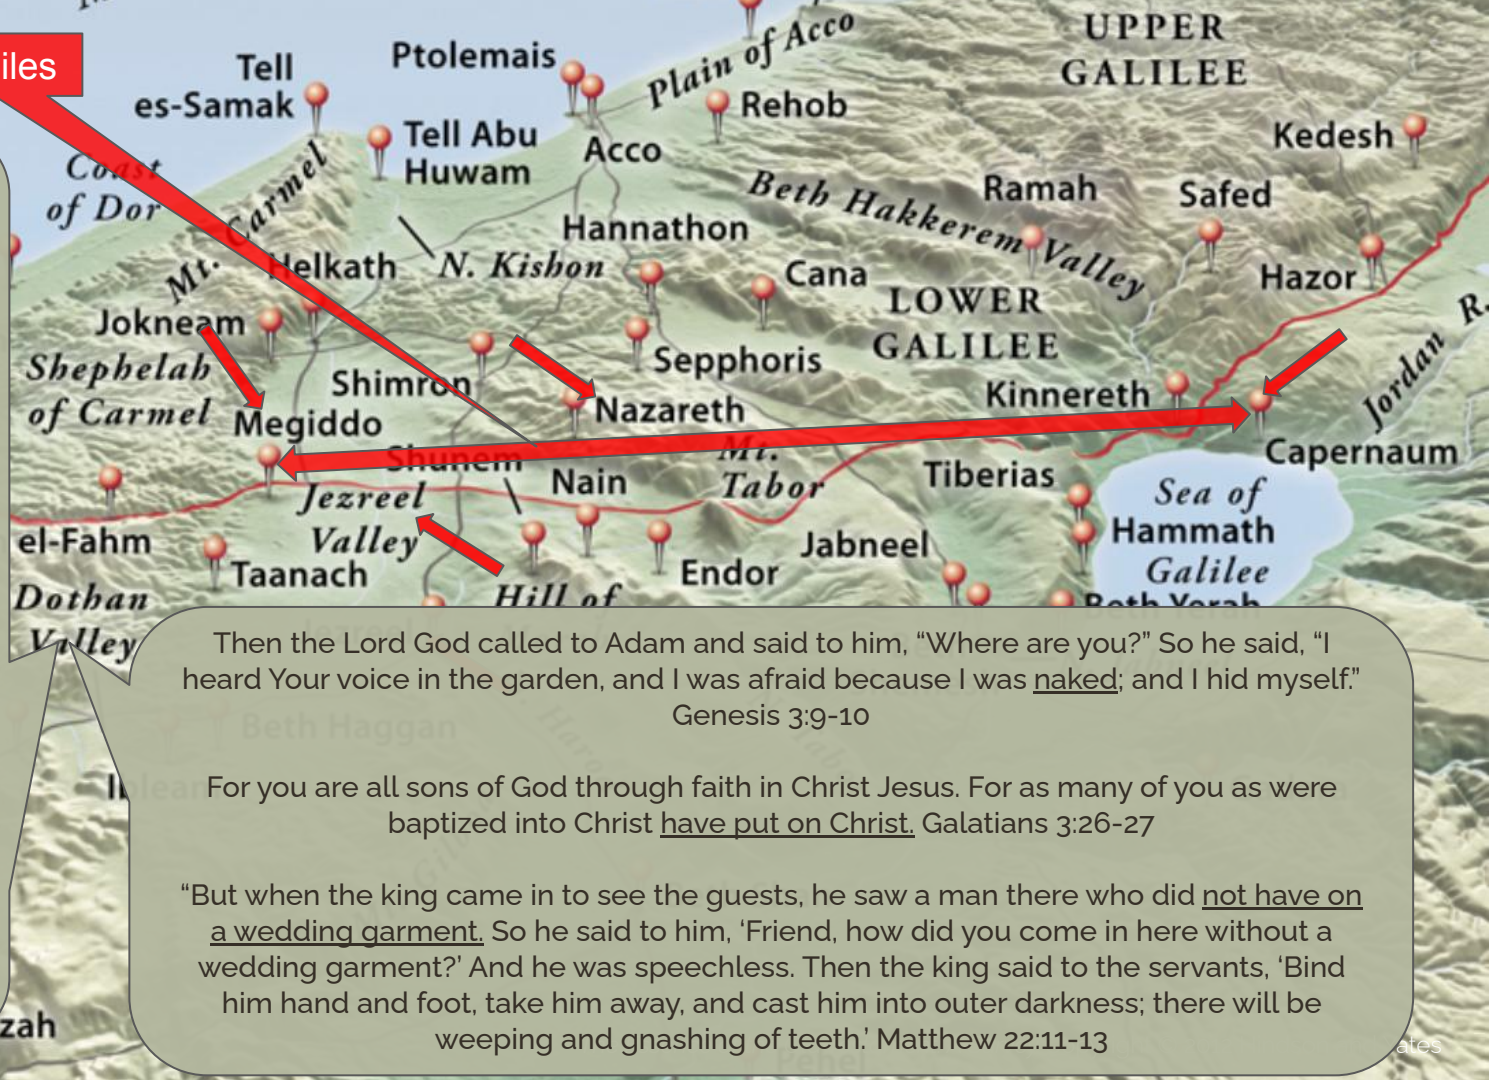 iles
Tell
es-Samak
Ptolemais
Plain of Acco
Rehob
UPPER
GALILEE
Kedesh
Tell Abu
Huwam
Acco
Coast
of Dor
Mt. Carmel
Beth Hakkerem Valley
Ramah
Safed
Hannathon
Helkath
N. Kishon
Cana
Hazor
LOWER
GALILEE
Jokneam
Jordan R.
Shephelah
of Carmel
Shimron
Sepphoris
Kinnereth
Megiddo
Nazareth
Capernaum
Shunem
Mt.
Tabor
Nain
Tiberias
Jezreel
Valley
Sea of
Galilee
Hammath
el-Fahm
Taanach
Endor
Jabneel
Dothan
Valley
Hill of
Beth Yerah
Then the Lord God called to Adam and said to him, “Where are you?” So he said, “I
heard Your voice in the garden, and I was afraid because I was naked; and I hid myself.”
Genesis 3:9-10
For you are all sons of God through faith in Christ Jesus. For as many of you as were
baptized into Christ have put on Christ. Galatians 3:26-27
“But when the king came in to see the guests, he saw a man there who did not have on
a wedding garment. So he said to him, ‘Friend, how did you come in here without a
wedding garment?’ And he was speechless. Then the king said to the servants, ‘Bind
him hand and foot, take him away, and cast him into outer darkness; there will be
weeping and gnashing of teeth.’ Matthew 22:11-13
Jezreel
Beth Haggan
Ibleam
zah
Pehel
ates